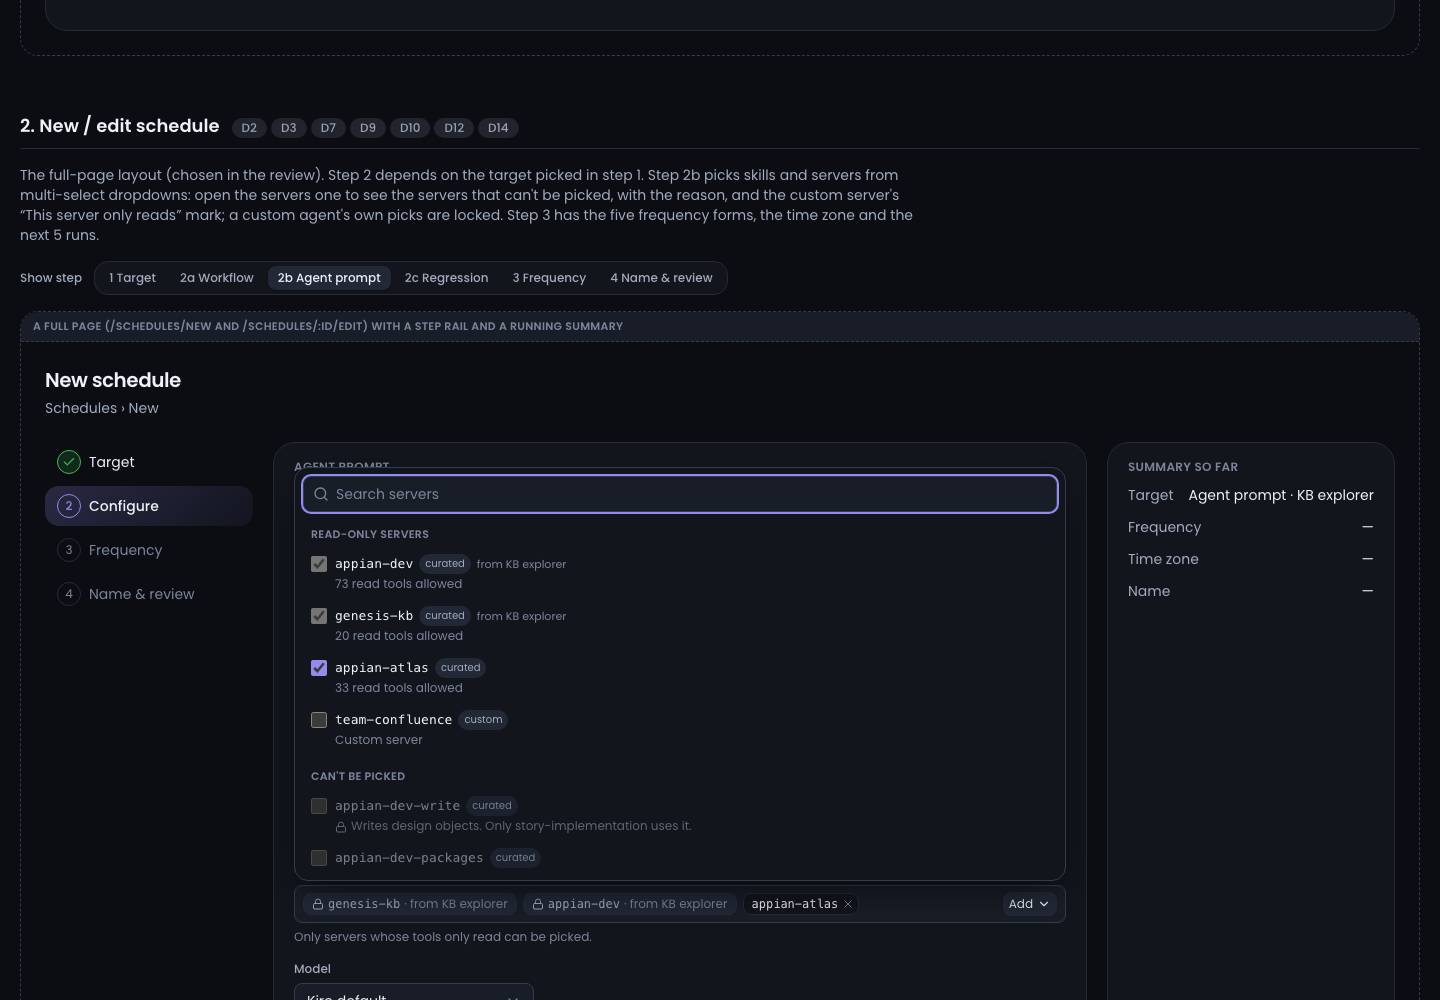 2. New / edit schedule D2 D3 D7 D9 D10 D12 D14
The full-page layout (chosen in the review). Step 2 depends on the target picked in step 1. Step 2b picks skills and servers from
multi-select dropdowns: open the servers one to see the servers that can't be picked, with the reason, and the custom server's
“This server only reads” mark; a custom agent's own picks are locked. Step 3 has the five frequency forms, the time zone and the
next 5 runs.
Show step 1 Target 2a Workflow 2b Agent prompt 2c Regression 3 Frequency 4 Name & review
A FULL PAGE (/SCHEDULES/NEW AND /SCHEDULES/:ID/EDIT) WITH A STEP RAIL AND A RUNNING SUMMARY
New schedule
Schedules › New
Target
2 Configure
3 Frequency
4 Name & review
AGENT PROMPT
Search servers
READ-ONLY SERVERS
appian-dev curated from KB explorer
73 read tools allowed
genesis-kb curated from KB explorer
20 read tools allowed
appian-atlas curated
33 read tools allowed
team-confluence custom
Custom server
CAN'T BE PICKED
appian-dev-write curated
Writes design objects. Only story-implementation uses it.
appian-dev-packages curated
genesis-kb · from KB explorer appian-dev · from KB explorer appian-atlas × Add
Only servers whose tools only read can be picked.
Model
Kiro default
SUMMARY SO FAR
Target Agent prompt · KB explorer
Frequency —
Time zone —
Name —